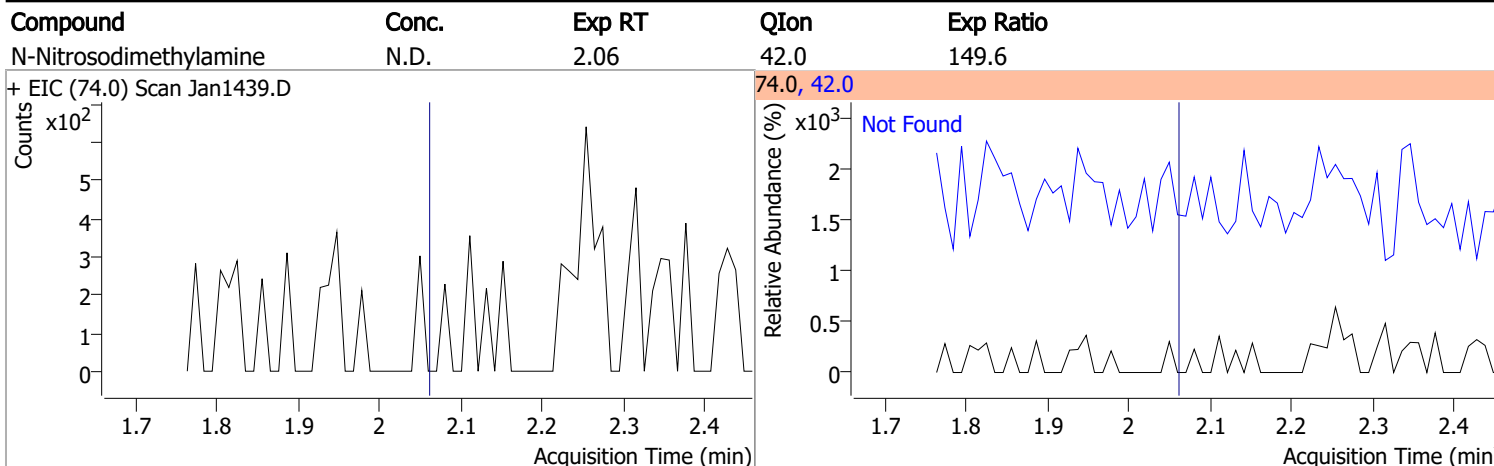 Compound Conc. Exp RT QIon Exp Ratio
N-Nitrosodimethylamine N.D. 2.06 42.0 149.6
+ EIC (74.0) Scan Jan1439.D
Counts
x10²
5
4
3
2
1
0
1.7 1.8 1.9 2 2.1 2.2 2.3 2.4
Acquisition Time (min)
74.0, 42.0
Relative Abundance (%)
x10³
Not Found
2
1.5
1
0.5
0
1.7 1.8 1.9 2 2.1 2.2 2.3 2.4
Acquisition Time (min